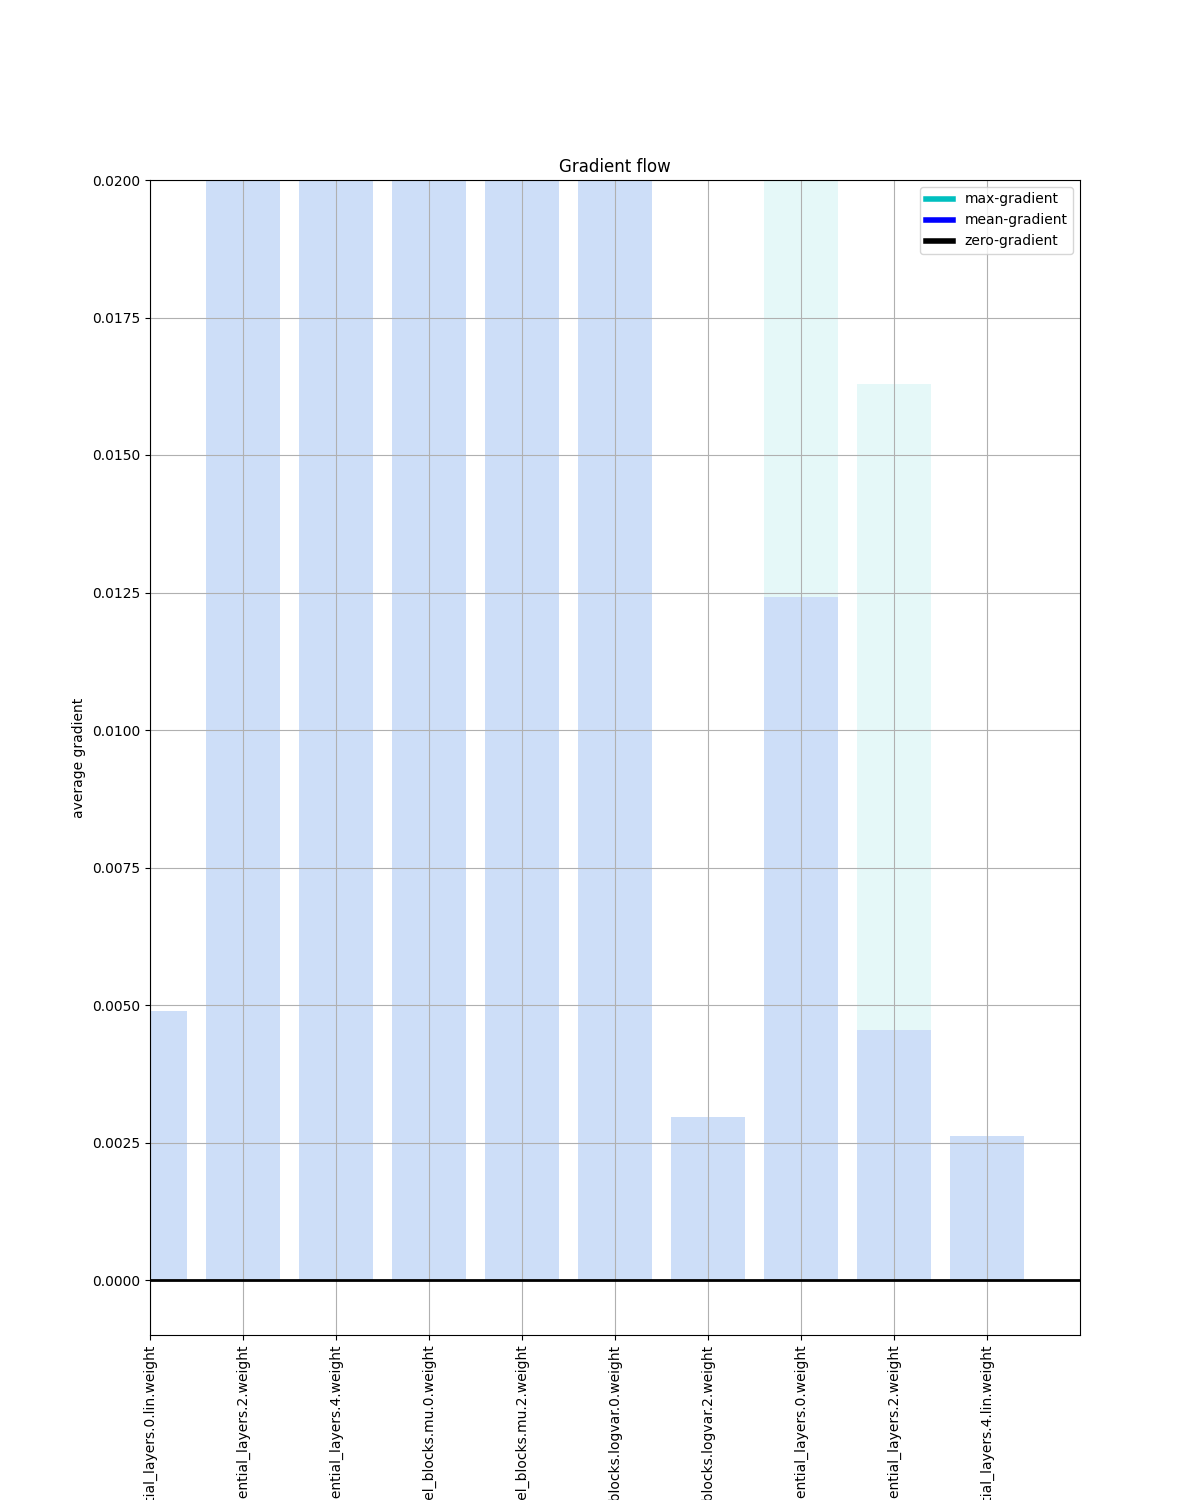 Gradient flow
max-gradient
mean-gradient
zero-gradient
0.0200
0.0175
0.0150
0.0125
0.0100
0.0075
0.0050
0.0025
0.0000
average gradient
tial_layers.0.lin.weight
ential_layers.2.weight
ential_layers.4.weight
el_blocks.mu.0.weight
el_blocks.mu.2.weight
blocks.logvar.0.weight
blocks.logvar.2.weight
ential_layers.0.weight
ential_layers.2.weight
tial_layers.4.lin.weight